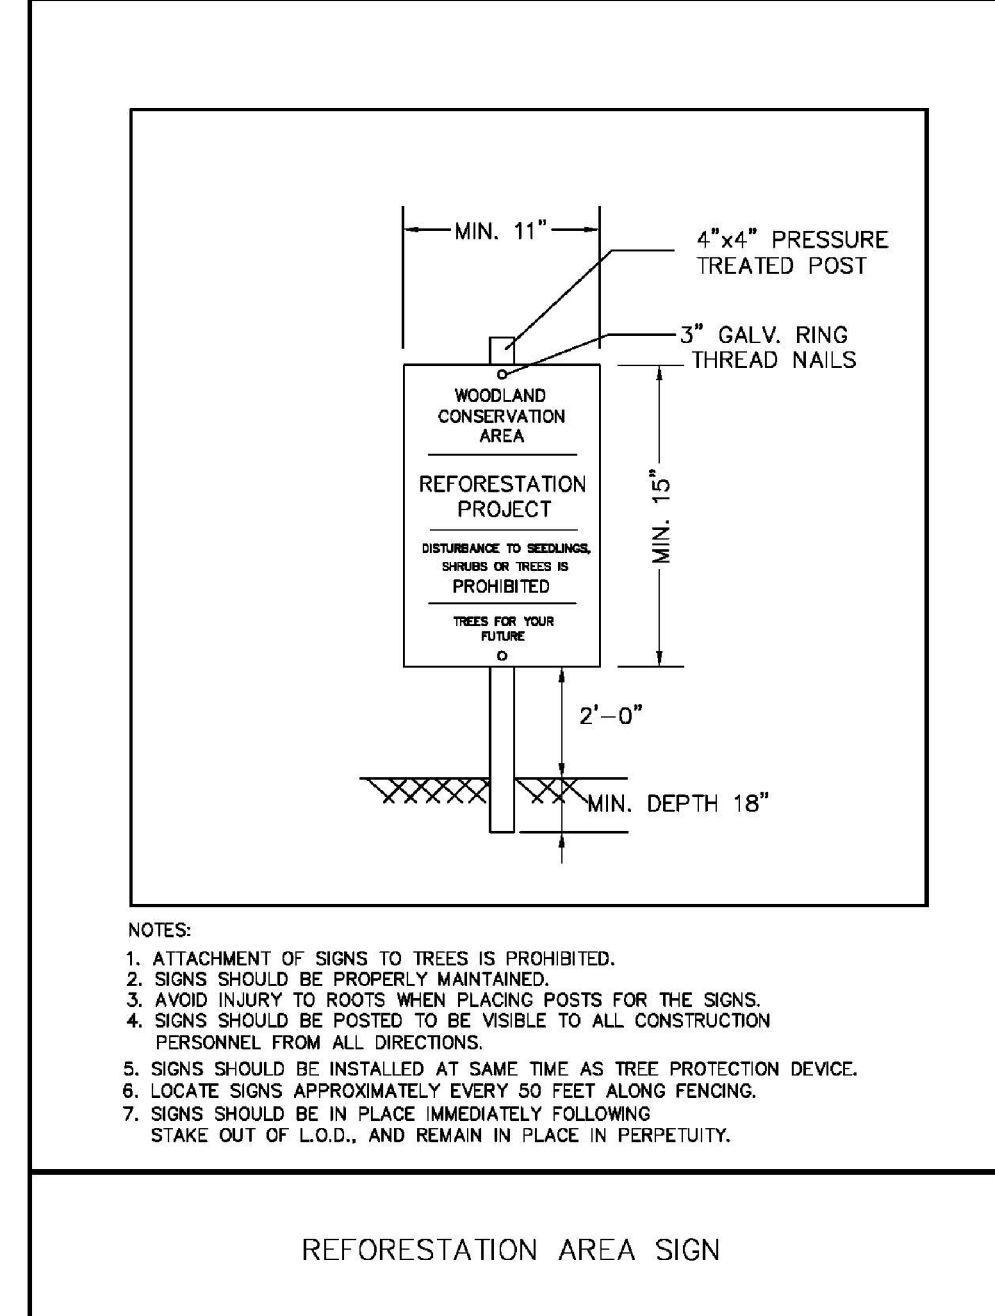 MIN. 11"
4"x4" PRESSURE
TREATED POST
3" GALV. RING
THREAD NAILS
WOODLAND
CONSERVATION
AREA
REFORESTATION
PROJECT
DISTURBANCE TO SEEDLINGS,
SHRUBS OR TREES IS
PROHIBITED
TREES FOR YOUR
FUTURE
MIN. 15"
2'-0"
MIN. DEPTH 18"
NOTES:
1. ATTACHMENT OF SIGNS TO TREES IS PROHIBITED.
2. SIGNS SHOULD BE PROPERLY MAINTAINED.
3. AVOID INJURY TO ROOTS WHEN PLACING POSTS FOR THE SIGNS.
4. SIGNS SHOULD BE POSTED TO BE VISIBLE TO ALL CONSTRUCTION
PERSONNEL FROM ALL DIRECTIONS.
5. SIGNS SHOULD BE INSTALLED AT SAME TIME AS TREE PROTECTION DEVICE.
6. LOCATE SIGNS APPROXIMATELY EVERY 50 FEET ALONG FENCING.
7. SIGNS SHOULD BE IN PLACE IMMEDIATELY FOLLOWING
STAKE OUT OF L.O.D., AND REMAIN IN PLACE IN PERPETUITY.
REFORESTATION AREA SIGN